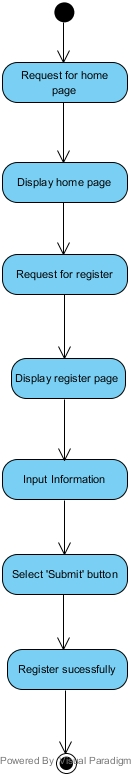 Request for home
page
Display home page
Request for register
Display register page
Input Information
Select 'Submit' button
Register sucessfully
Powered By Visual Paradigm